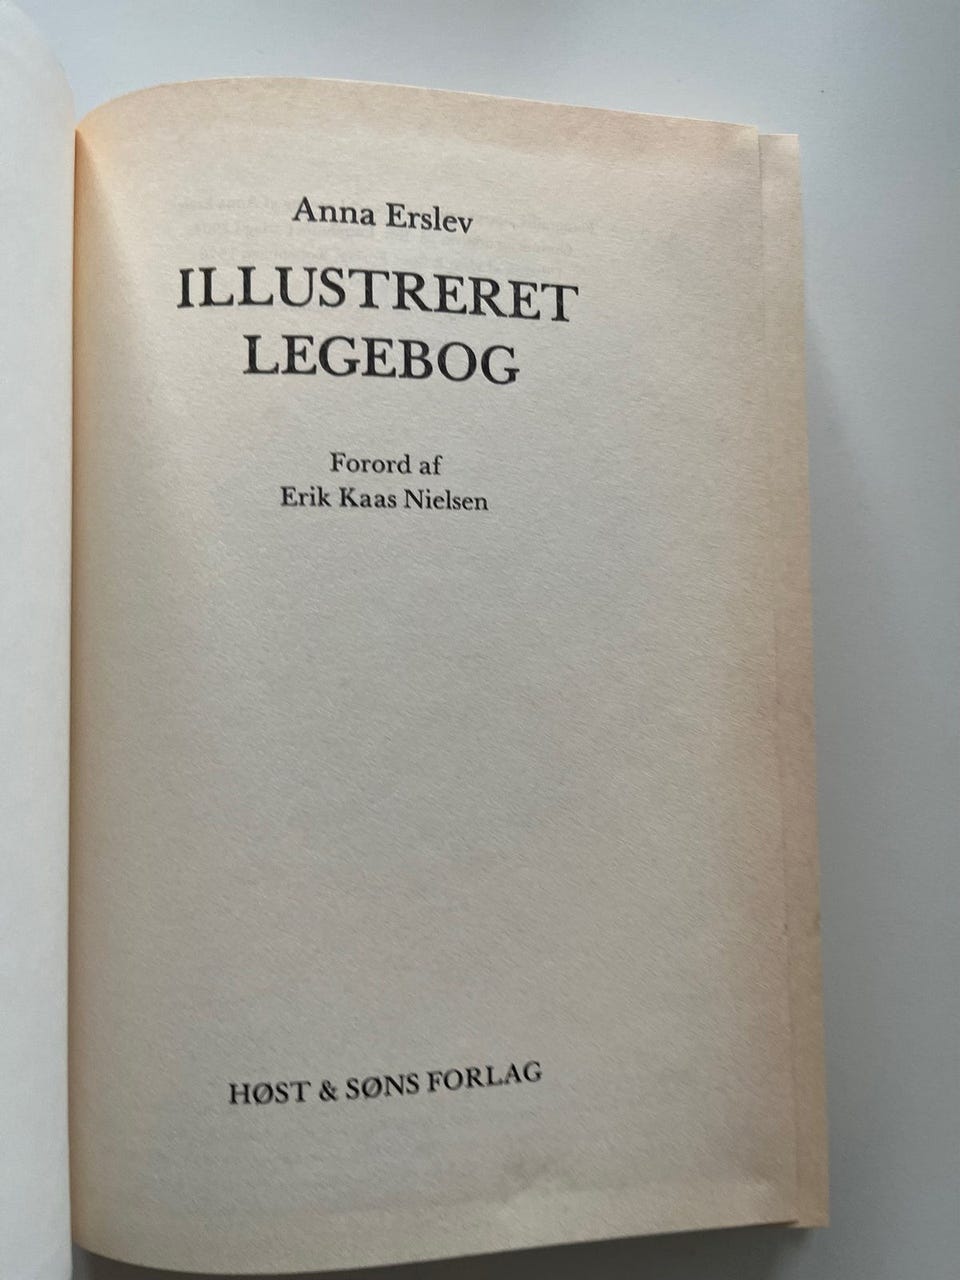 Anna Erslev
ILLUSTRERET
LEGEBOG
Forord af
Erik Kaas Nielsen
HØST & SØNS FORLAG